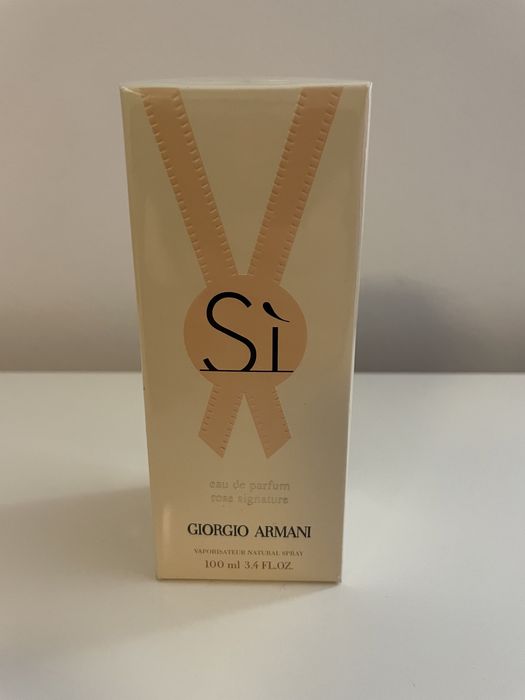 Sì
eau de parfum
rose signature
GIORGIO ARMANI
VAPORISATEUR NATURAL SPRAY
100 ml 3.4 FL.OZ.